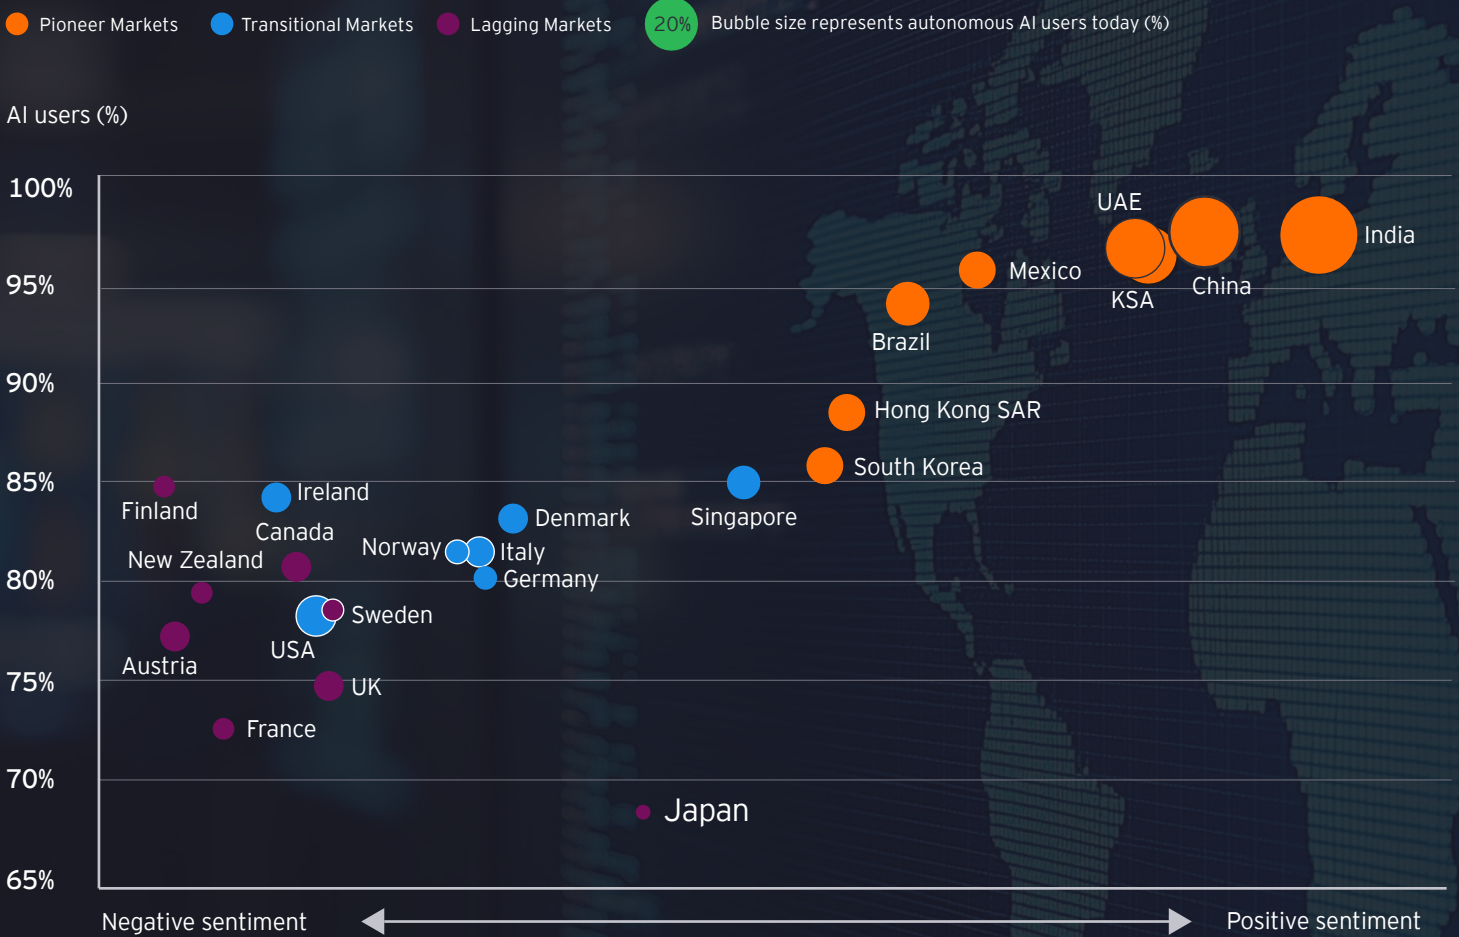 Pioneer Markets
Transitional Markets
Lagging Markets
20%
Bubble size represents autonomous AI users today (%)
AI users (%)
100%
UAE
India
Mexico
95%
China
KSA
Brazil
90%
Hong Kong SAR
South Korea
85%
Ireland
Finland
Singapore
Denmark
Canada
Norway
Italy
New Zealand
Germany
80%
Sweden
USA
Austria
75%
UK
France
70%
Japan
65%
Negative sentiment
Positive sentiment